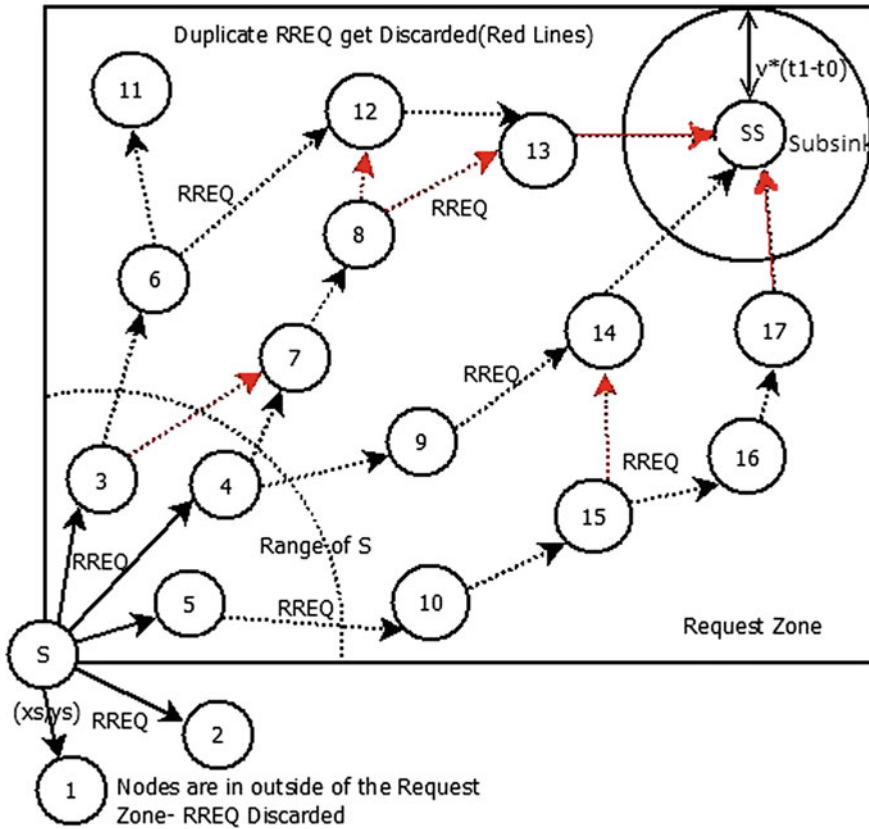 Duplicate RREQ get Discarded(Red Lines)
v*(t1-t0)
11
12
13
SS
Subsink
RREQ
RREQ
8
6
7
14
17
RREQ
9
3
4
16
RREQ
15
Range of S
RREQ
5
RREQ
10
Request Zone
S
(xs/ys)
RREQ
2
1
Nodes are in outside of the Request
Zone- RREQ Discarded